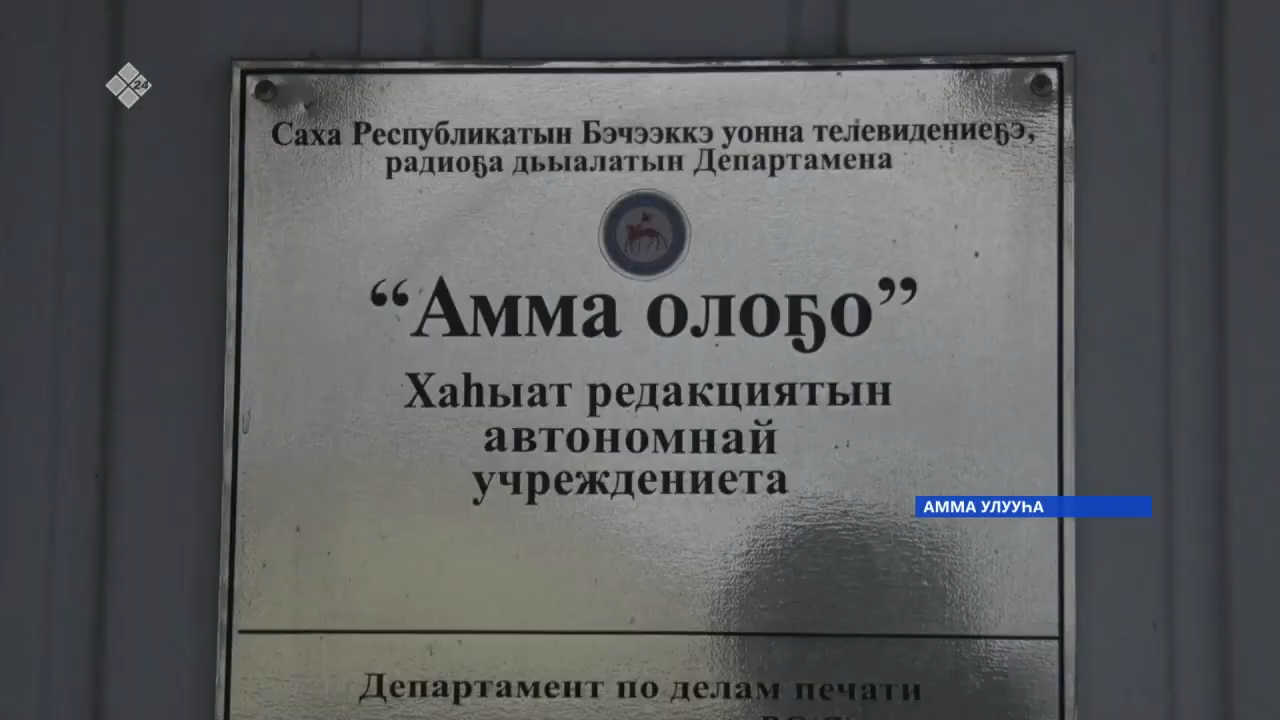 24
Саха Республикатын Бэчээккэ уонна телевидениеҕэ,
радиоҕа дьыалатын Департамена
“Амма олоҕо”
Хаһыат редакциятын
автономнай
учреждениета
АММА УЛУУҺА
Департамент по делам печати